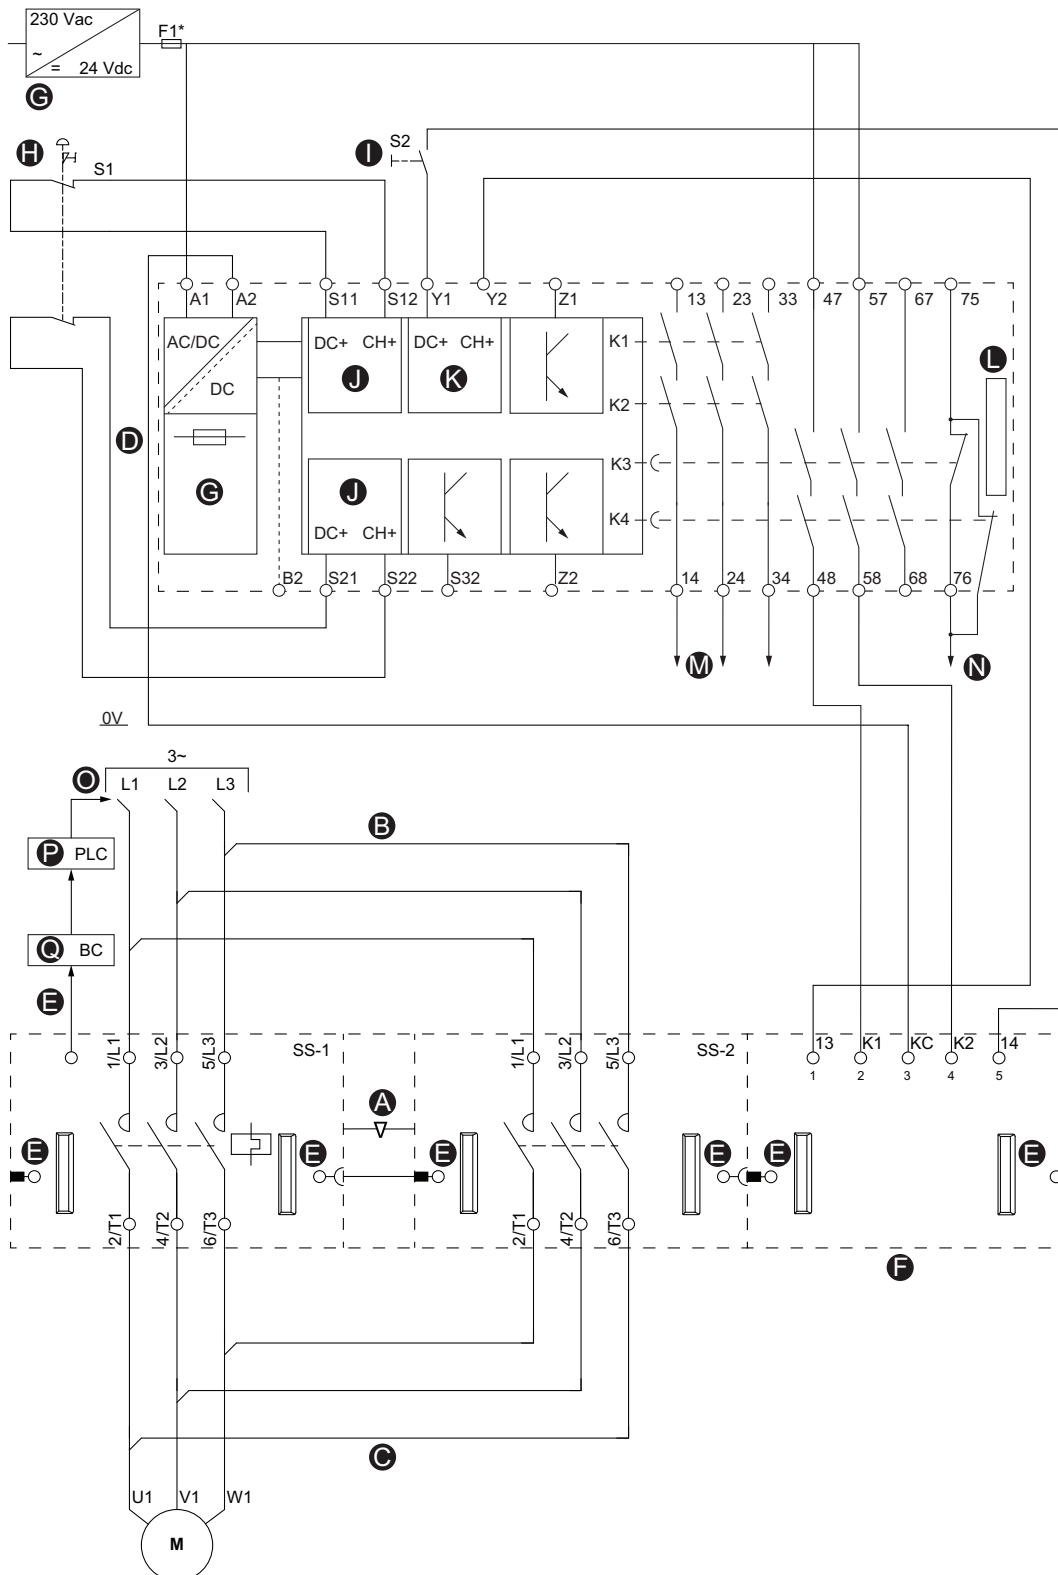 230 Vac
~
= 24 Vdc
F1*
G
H
S1
I
S2
A1 A2 S11 S12 Y1 Y2 Z1 13 23 33 47 57 67 75
AC/DC
DC
DC+ CH+
J
DC+ CH+
K
K1
K2
K3
K4
L
D
G
J
DC+ CH+
B2 S21 S22 S32 Z2 14 24 34 48 58 68 76
M
N
0V
3~
O
L1 L2 L3
B
P PLC
Q BC
E
1/L1 3/L2 5/L3
SS-1
1/L1 3/L2 5/L3
SS-2
13 K1 KC K2 14
1 2 3 4 5
A
E E E E E E
2/T1 4/T2 6/T3
2/T1 4/T2 6/T3
F
C
U1 V1 W1
M